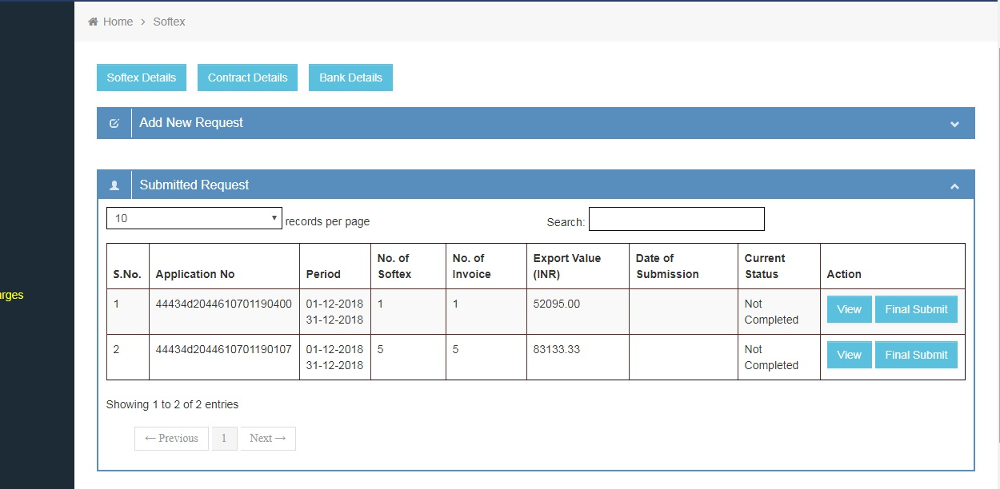 Home > Softex
Softex Details Contract Details Bank Details
Add New Request
Submitted Request
10 records per page Search:
S.No. Application No Period No. of Softex No. of Invoice Export Value (INR) Date of Submission Current Status Action
1 44434d2044610701190400 01-12-2018 31-12-2018 1 1 52095.00 Not Completed View Final Submit
2 44434d2044610701190107 01-12-2018 31-12-2018 5 5 83133.33 Not Completed View Final Submit
arges
Showing 1 to 2 of 2 entries
← Previous 1 Next →